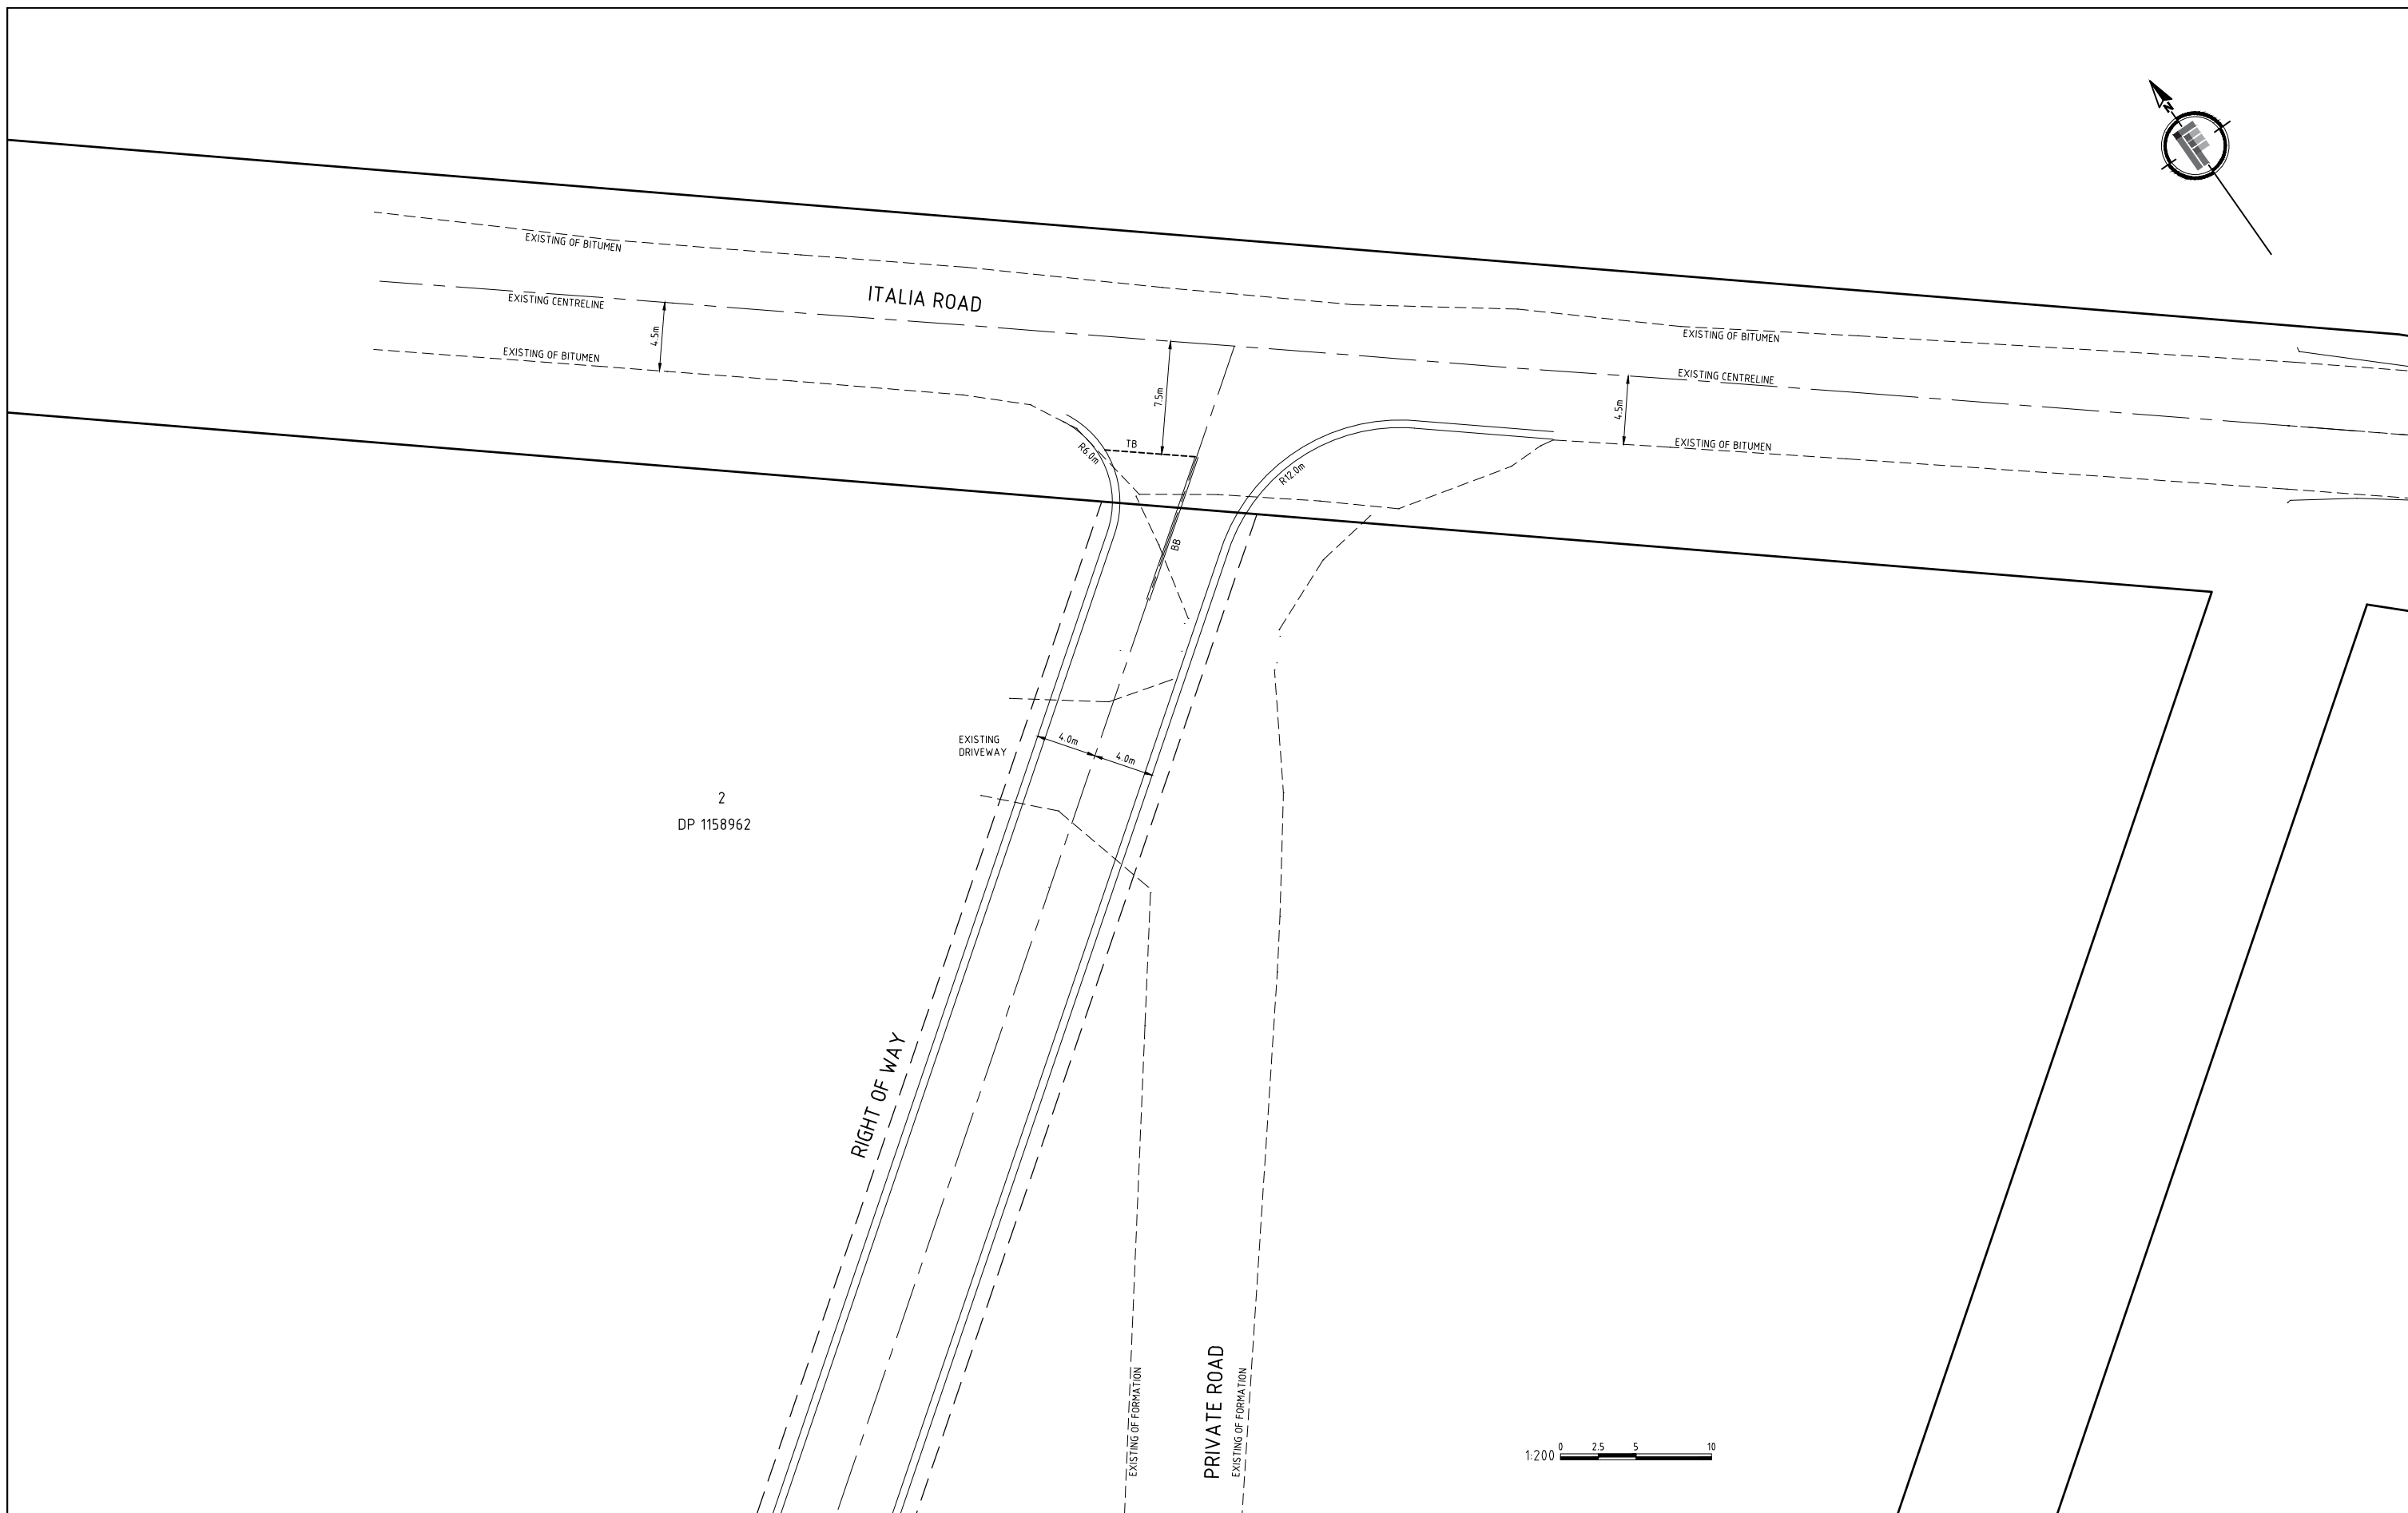 N
EXISTING OF BITUMEN
ITALIA ROAD
EXISTING CENTRELINE
4.5m
EXISTING OF BITUMEN
EXISTING OF BITUMEN
EXISTING CENTRELINE
7.5m
4.5m
TB
R6.0m
R12.0m
EXISTING OF BITUMEN
BB
EXISTING
DRIVEWAY
4.0m
4.0m
2
DP 1158962
RIGHT OF WAY
EXISTING OF FORMATION
PRIVATE ROAD
EXISTING OF FORMATION
1:200
0 2.5 5 10